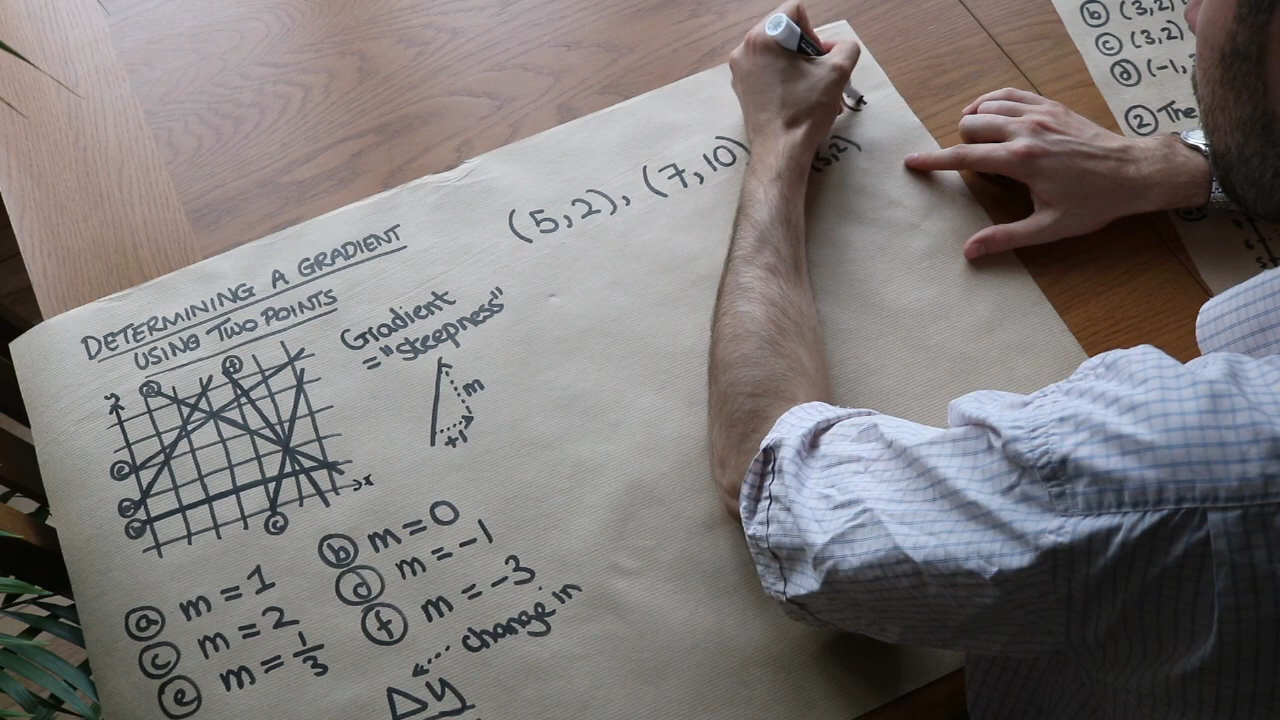 DETERMINING A GRADIENT
USING TWO POINTS
(5,2), (7,10)
(5,2)
Gradient
="steepness"
m
+1
y
x
ⓐ m = 1
ⓑ m = 0
ⓒ m = 2
ⓓ m = -1
ⓔ m = 1/3
ⓕ m = -3
change in
Δy
ⓑ (3,2)
ⓒ (3,2)
ⓓ (-1,
② The